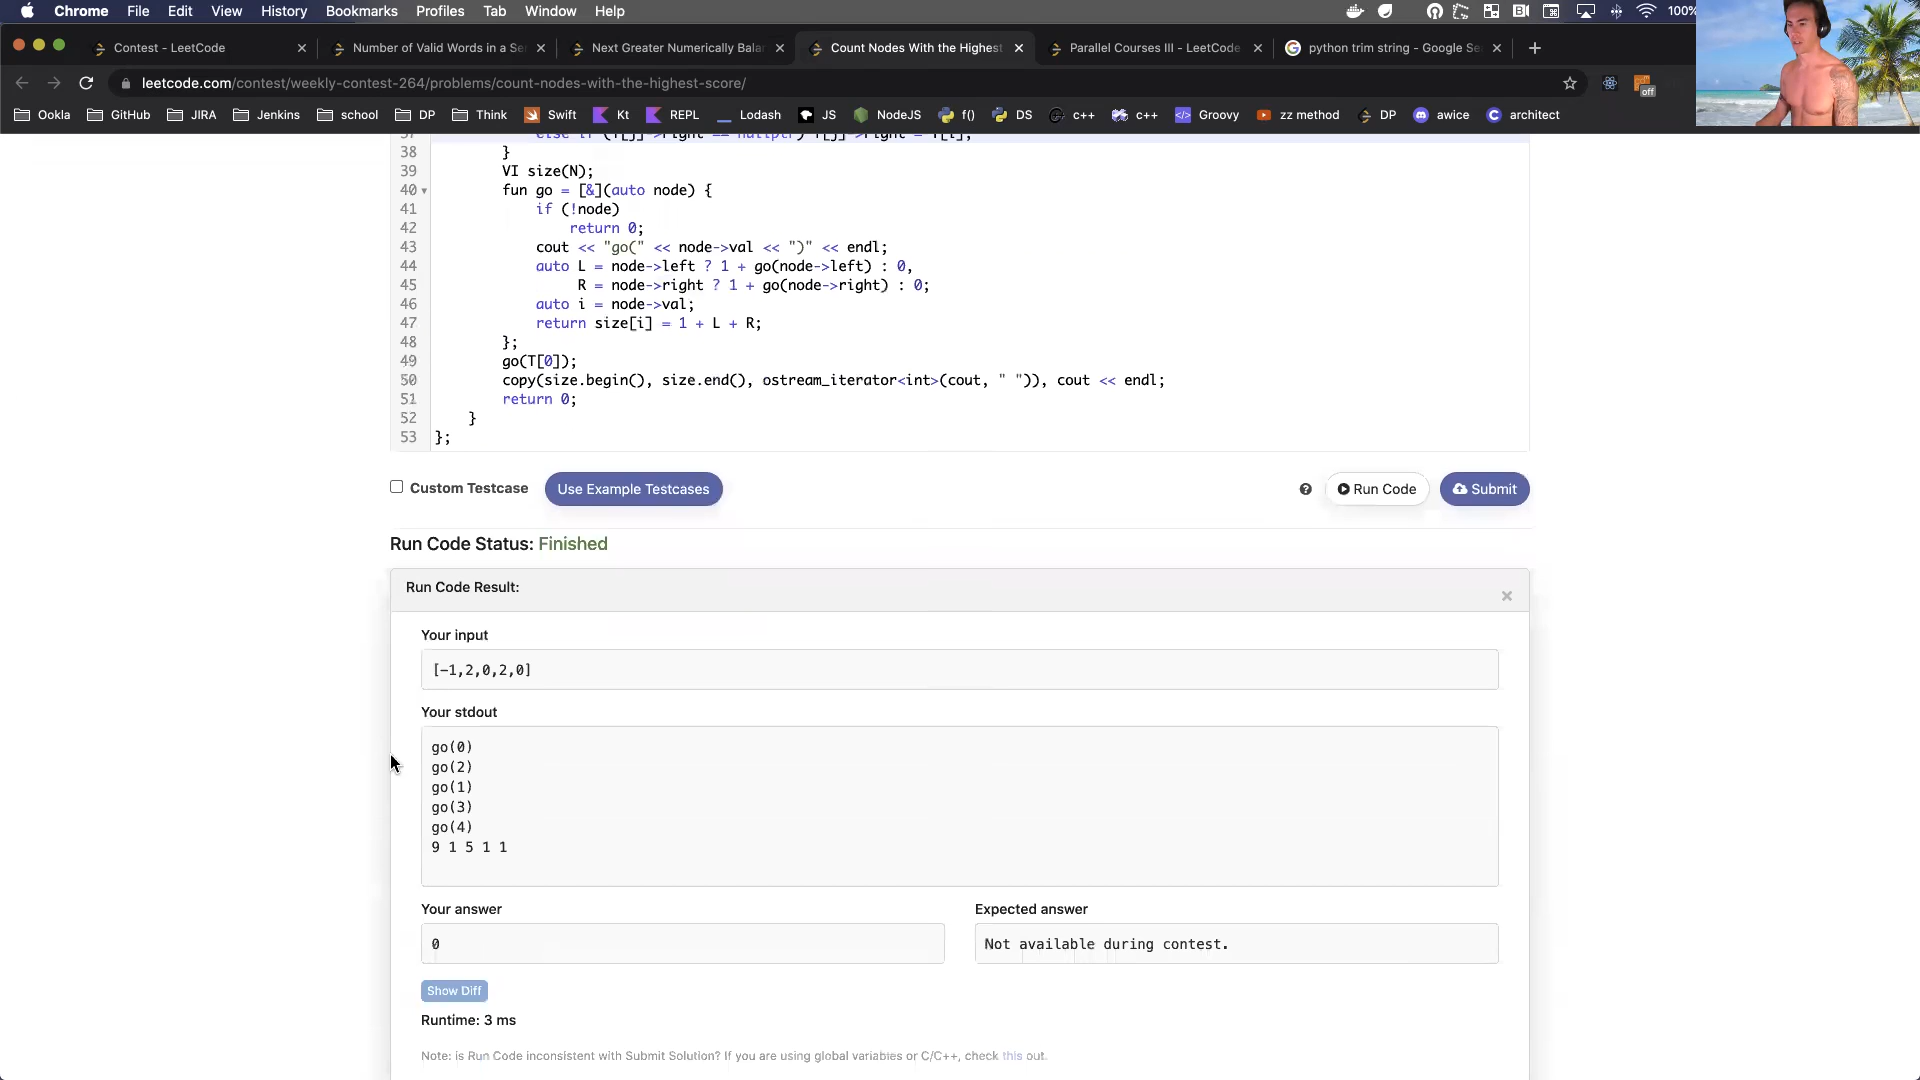 Chrome File Edit View History Bookmarks Profiles Tab Window Help 100%
Contest - LeetCode Number of Valid Words in a Se Next Greater Numerically Bala Count Nodes With the Highest Parallel Courses III - LeetCode python trim string - Google Se
leetcode.com/contest/weekly-contest-264/problems/count-nodes-with-the-highest-score/ off
Ookla GitHub JIRA Jenkins school DP Think Swift Kt REPL Lodash JS NodeJS f() DS c++ c++ Groovy zz method DP awice architect
37 else if (T[j]->right == nullptr) T[j]->right = T[i];
38 }
39 VI size(N);
40 fun go = [&](auto node) {
41 if (!node)
42 return 0;
43 cout << "go(" << node->val << ")" << endl;
44 auto L = node->left ? 1 + go(node->left) : 0,
45 R = node->right ? 1 + go(node->right) : 0;
46 auto i = node->val;
47 return size[i] = 1 + L + R;
48 };
49 go(T[0]);
50 copy(size.begin(), size.end(), ostream_iterator<int>(cout, " ")), cout << endl;
51 return 0;
52 }
53 };
Custom Testcase Use Example Testcases ? Run Code Submit
Run Code Status: Finished
Run Code Result: ×
Your input
[-1,2,0,2,0]
Your stdout
go(0)
go(2)
go(1)
go(3)
go(4)
9 1 5 1 1
Your answer Expected answer
0 Not available during contest.
Show Diff
Runtime: 3 ms
Note: is Run Code inconsistent with Submit Solution? If you are using global variables or C/C++, check this out.